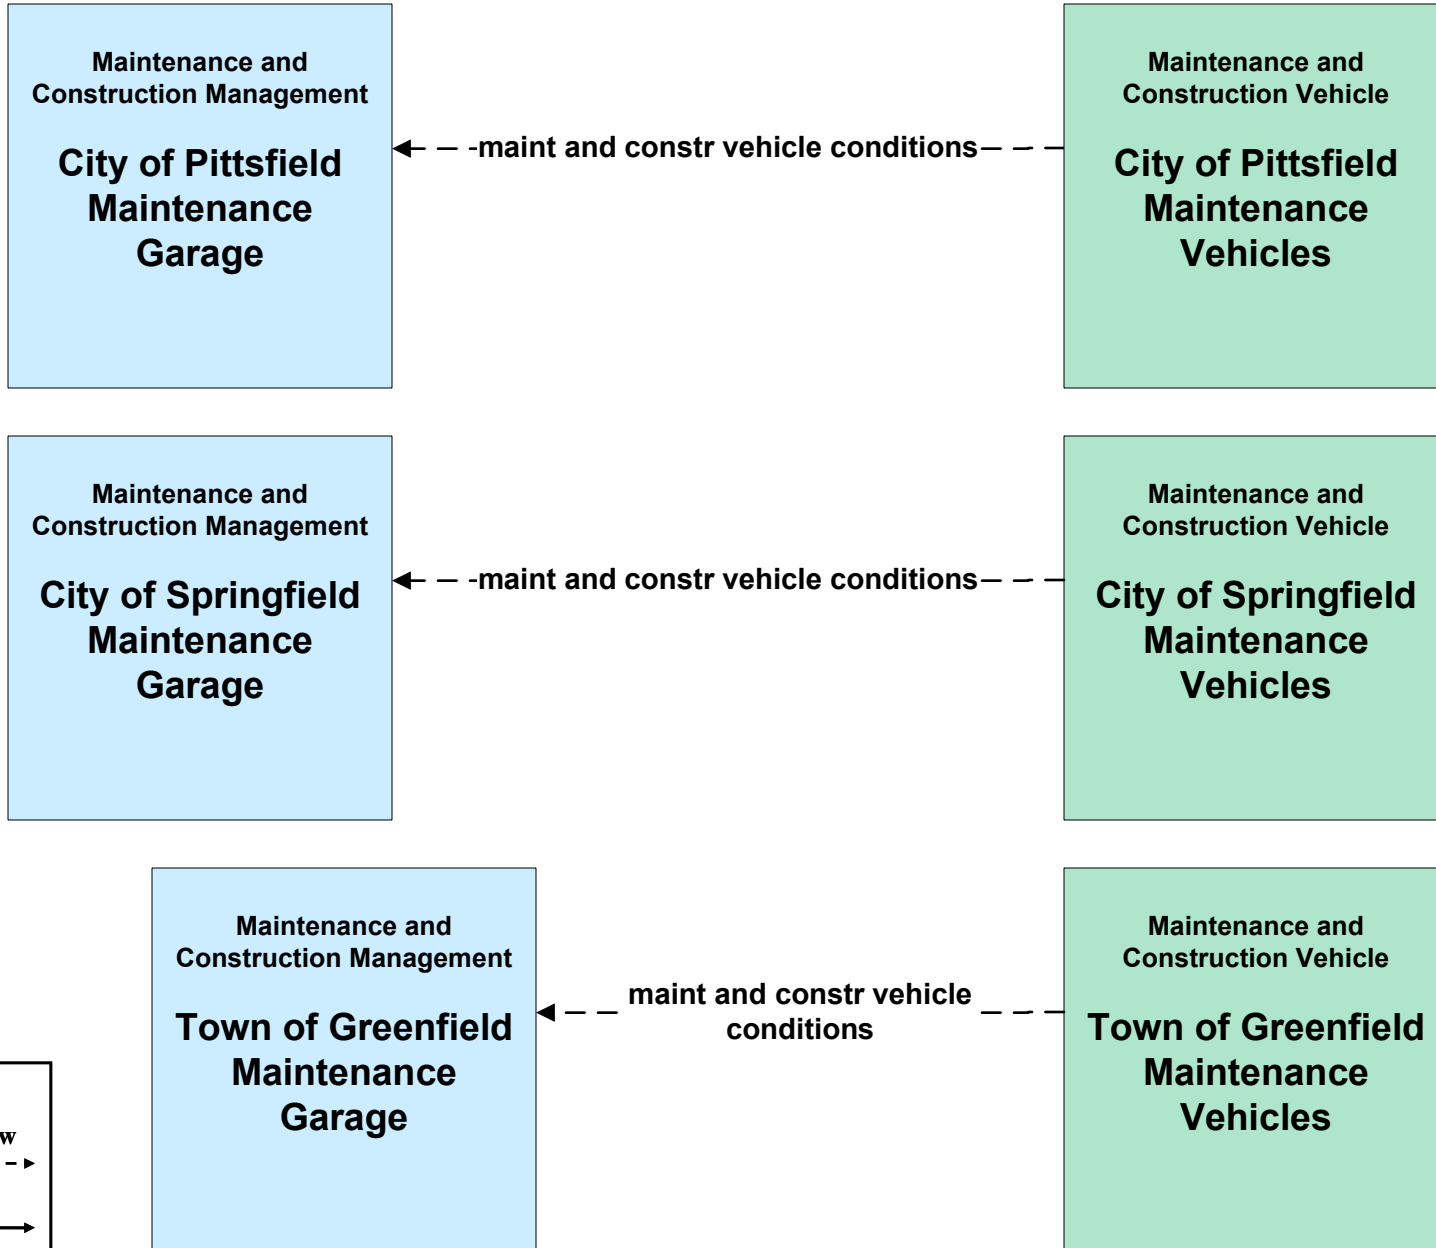 Maintenance and
Construction Management
City of Pittsfield
Maintenance
Garage
maint and constr vehicle conditions
Maintenance and
Construction Vehicle
City of Pittsfield
Maintenance
Vehicles
Maintenance and
Construction Management
City of Springfield
Maintenance
Garage
maint and constr vehicle conditions
Maintenance and
Construction Vehicle
City of Springfield
Maintenance
Vehicles
Maintenance and
Construction Management
Town of Greenfield
Maintenance
Garage
maint and constr vehicle
conditions
Maintenance and
Construction Vehicle
Town of Greenfield
Maintenance
Vehicles